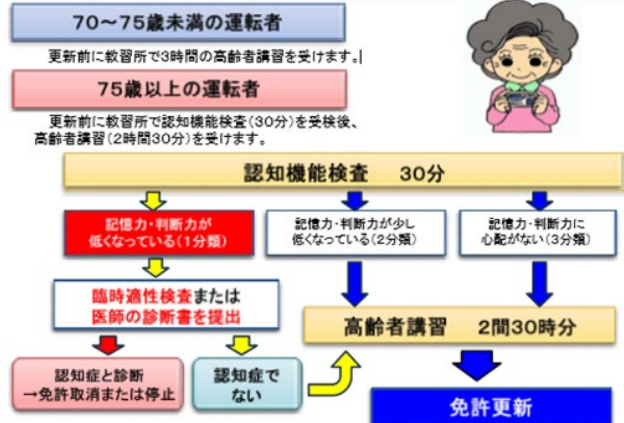 70～75歳未満の運転者
更新前に教習所で3時間の高齢者講習を受けます。
75歳以上の運転者
更新前に教習所で認知機能検査(30分)を受検後、
高齢者講習(2時間30分)を受けます。
認知機能検査　30分
記憶力・判断力が
低くなっている(1分類)
記憶力・判断力が少し
低くなっている(2分類)
記憶力・判断力に
心配がない(3分類)
臨時適性検査または
医師の診断書を提出
高齢者講習　2間30時分
認知症と診断
→免許取消または停止
認知症で
ない
免許更新